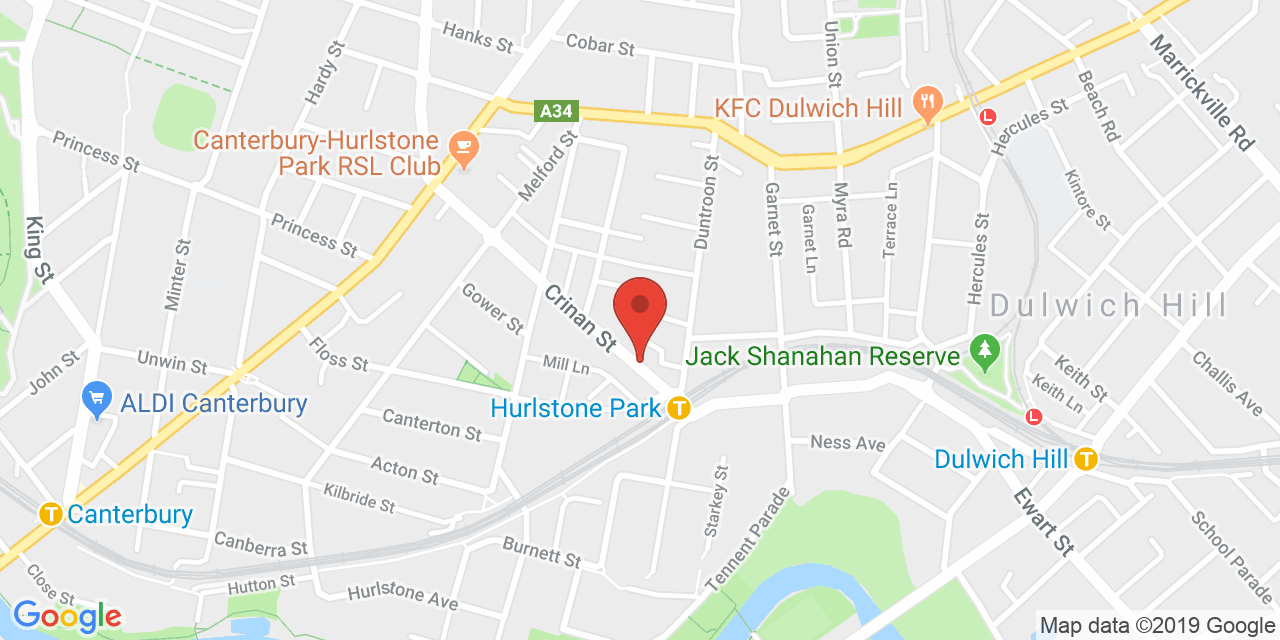 Hanks St
Cobar St
Union St
Marrickville Rd
Hardy St
A34
KFC Dulwich Hill
Beach Rd
Hercules St
Canterbury-Hurlstone
Park RSL Club
Princess St
Melford St
Duntroon St
Garnet St
Garnet Ln
Myra Rd
Terrace Ln
Kintore St
King St
Minter St
Princess St
Hercules St
Gower St
Crinan St
Dulwich Hill
Floss St
Unwin St
John St
Mill Ln
Jack Shanahan Reserve
Keith St
Keith Ln
Challis Ave
ALDI Canterbury
Hurlstone Park
T
Canterton St
Ness Ave
L
L
Dulwich Hill
T
Acton St
Kilbride St
Starkey St
Tennent Parade
Ewart St
School Parade
T
Canterbury
Canberra St
Burnett St
Hutton St
Hurlstone Ave
Close St
Google
Map data ©2019 Google